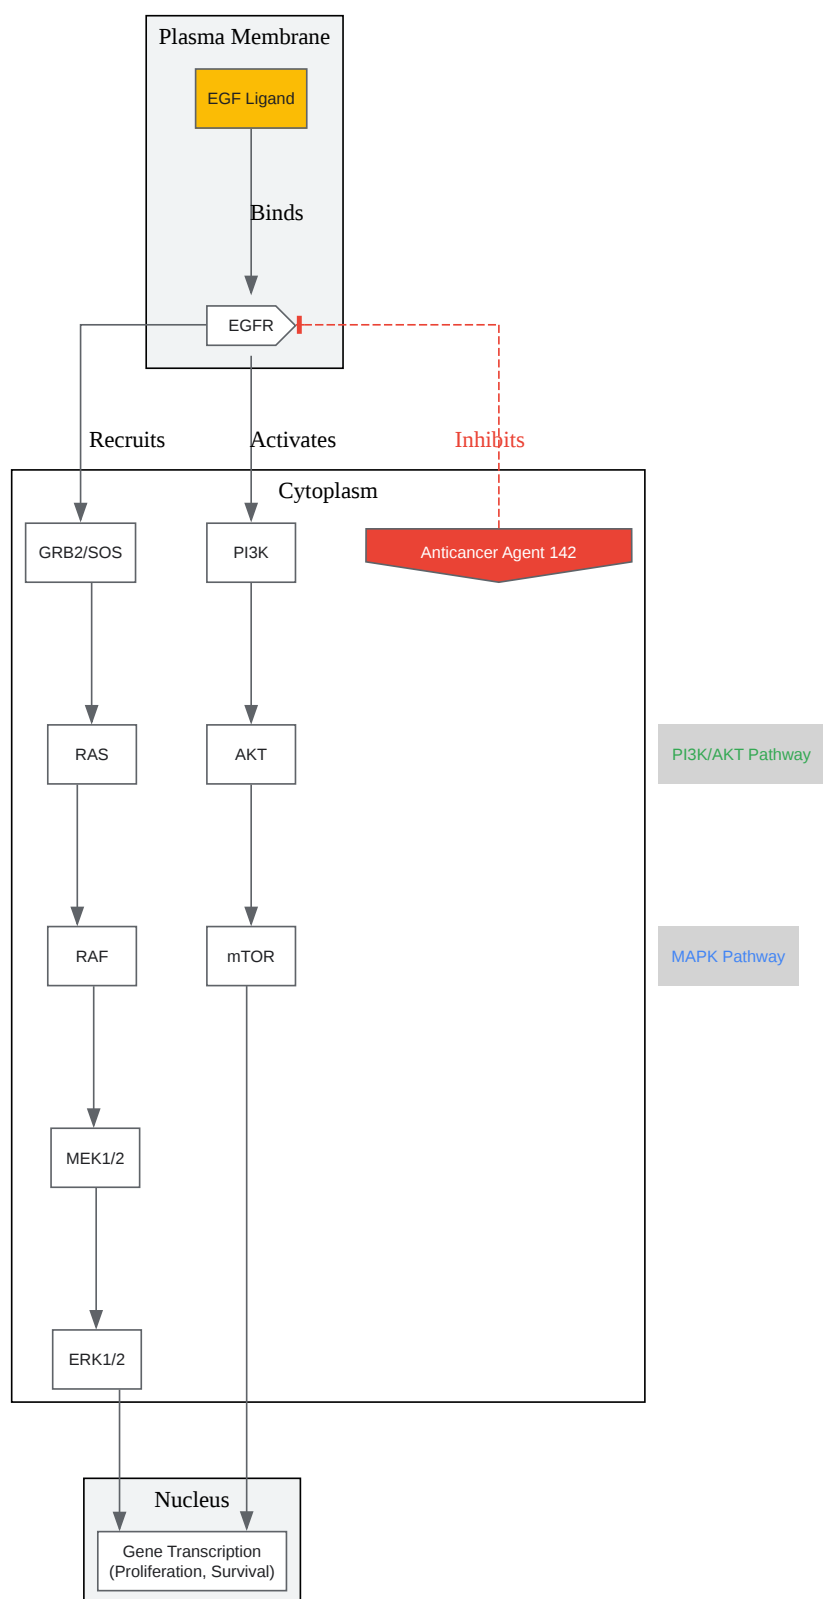 Plasma Membrane
EGF Ligand
Binds
EGFR
Recruits
Activates
Inhibits
Cytoplasm
GRB2/SOS
PI3K
Anticancer Agent 142
RAS
AKT
PI3K/AKT Pathway
RAF
mTOR
MAPK Pathway
MEK1/2
ERK1/2
Nucleus
Gene Transcription
(Proliferation, Survival)